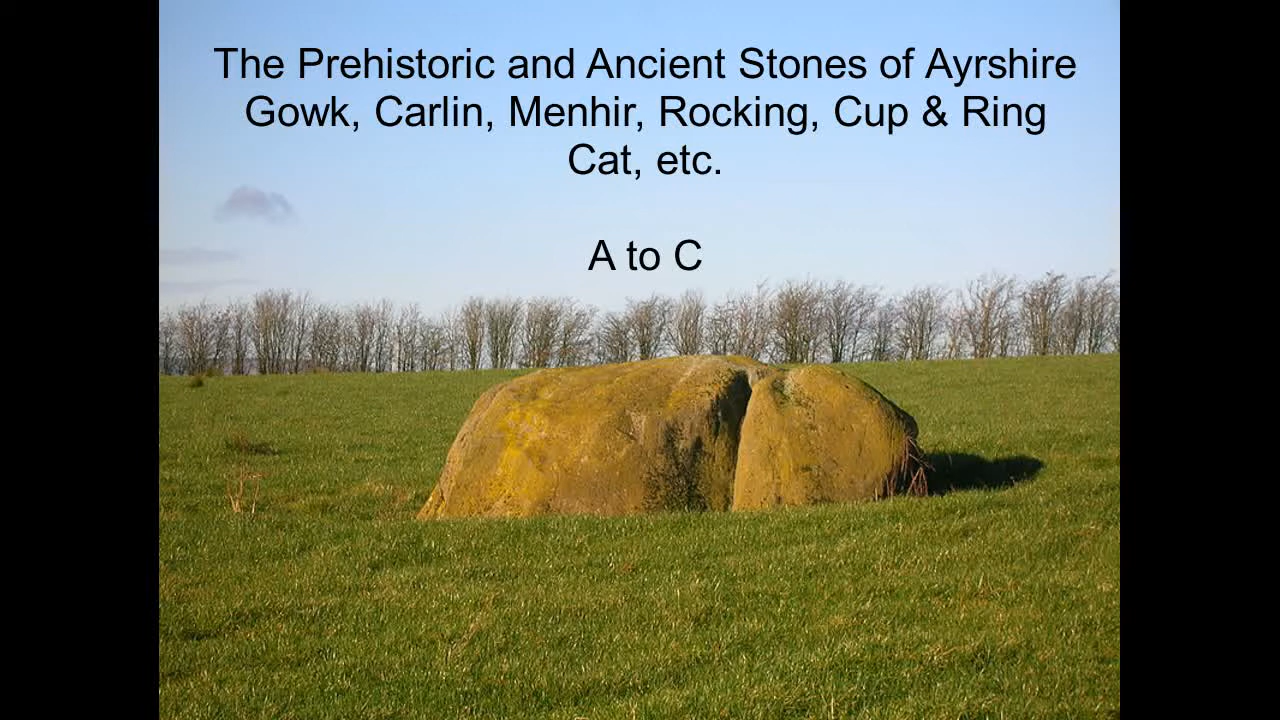 The Prehistoric and Ancient Stones of Ayrshire
Gowk, Carlin, Menhir, Rocking, Cup & Ring
Cat, etc.
A to C